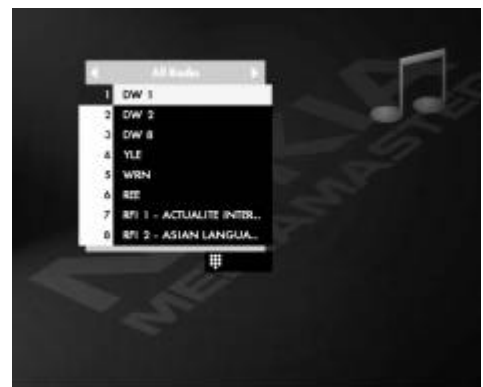 All Radio
1 DW 1
2 DW 2
3 DW 8
4 YLE
5 WRN
6 REE
7 RFI 1 - ACTUALITE INTER..
8 RFI 2 - ASIAN LANGUA..
NOKIA
MEDIAMASTER